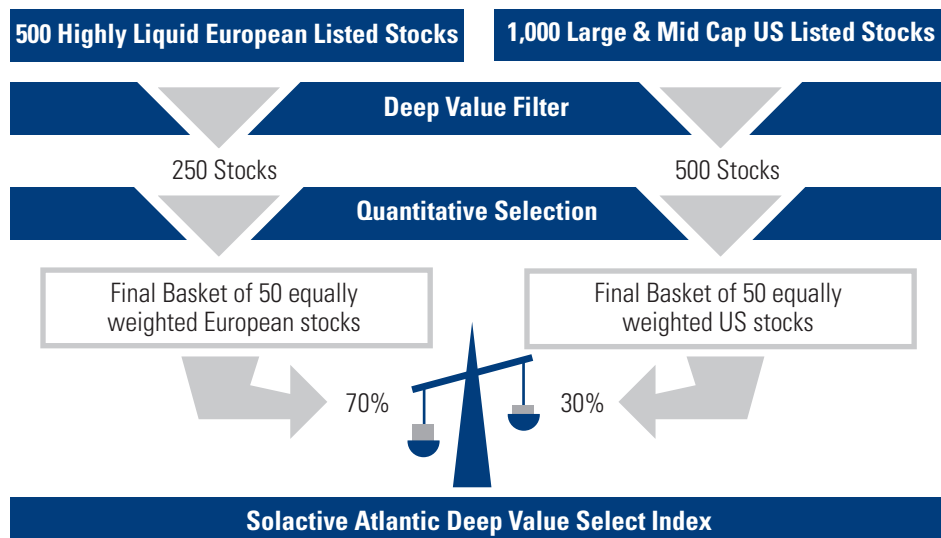 500 Highly Liquid European Listed Stocks
1,000 Large & Mid Cap US Listed Stocks
Deep Value Filter
250 Stocks
500 Stocks
Quantitative Selection
Final Basket of 50 equally
weighted European stocks
Final Basket of 50 equally
weighted US stocks
70%
30%
Solactive Atlantic Deep Value Select Index